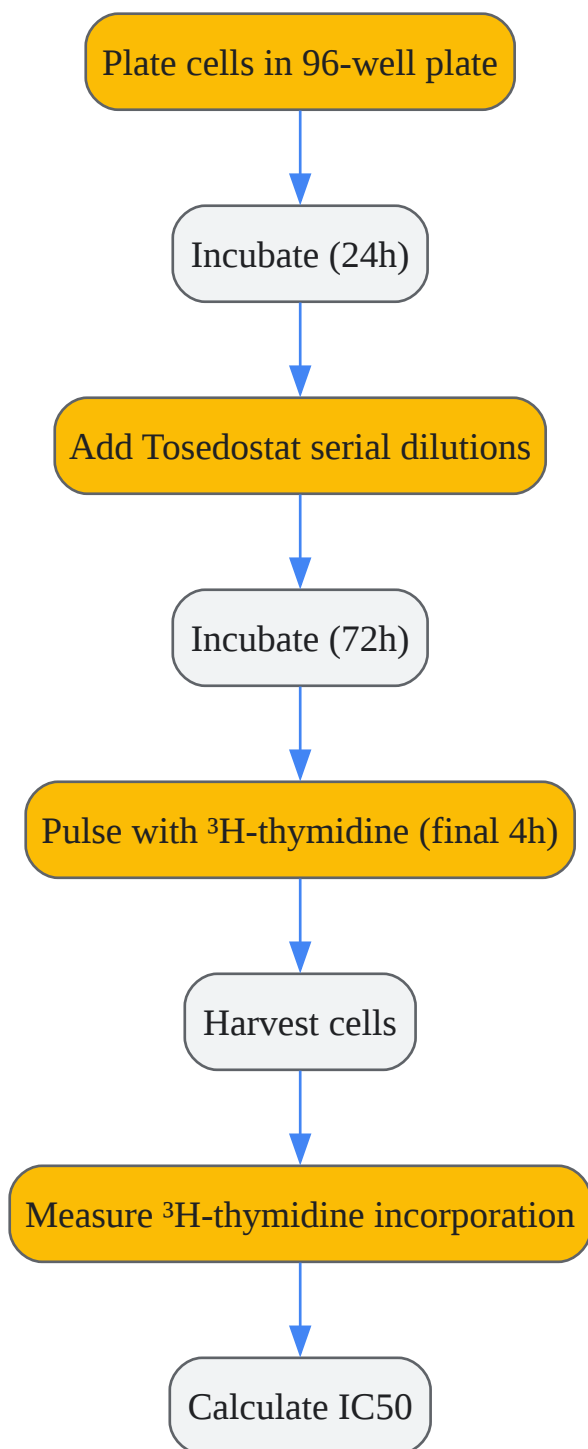 Plate cells in 96-well plate
Incubate (24h)
Add Tosedostat serial dilutions
Incubate (72h)
Pulse with ³H-thymidine (final 4h)
Harvest cells
Measure ³H-thymidine incorporation
Calculate IC50